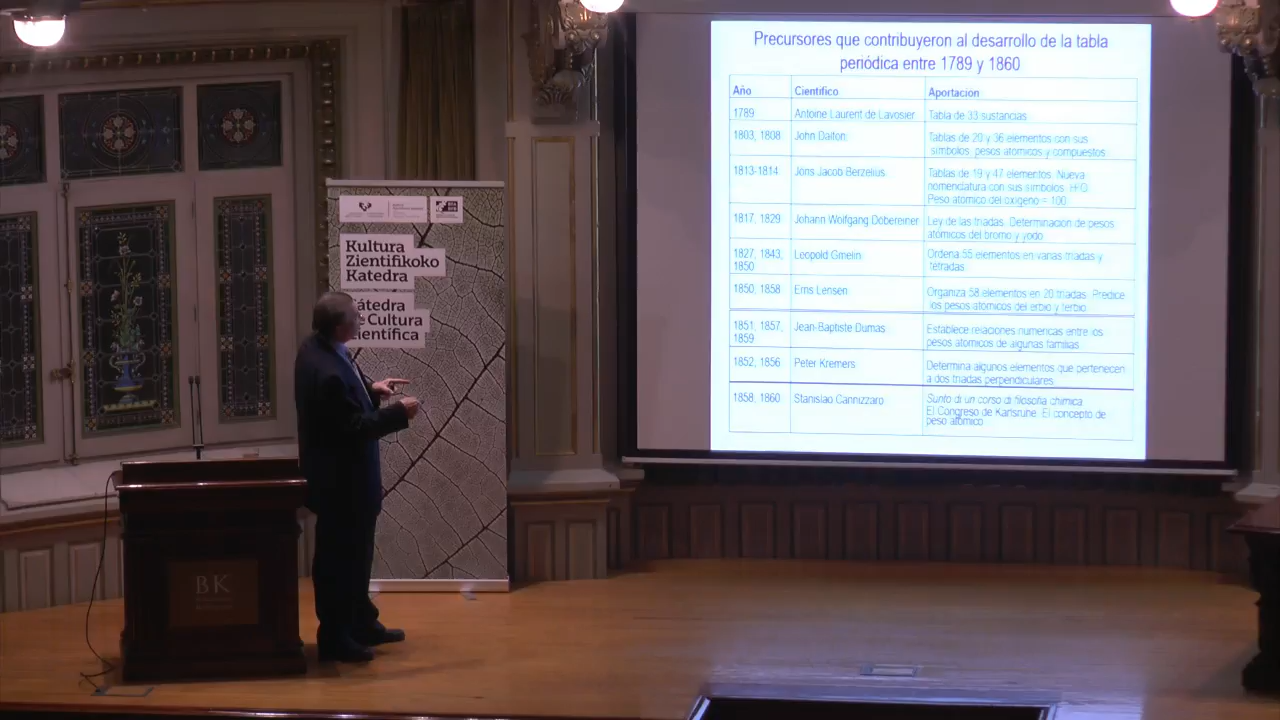 Precursores que contribuyeron al desarrollo de la tabla
periódica entre 1789 y 1860
Año Científico Aportación
1789 Antoine Laurent de Lavosier Tabla de 33 sustancias
1803, 1808 John Dalton Tablas de 20 y 36 elementos con sus
símbolos, pesos atómicos y compuestos
1813-1814 Jöns Jacob Berzelius Tablas de 19 y 47 elementos. Nueva
nomenclatura con sus símbolos. H²O
Peso atómico del oxígeno = 100
1817, 1829 Johann Wolfgang Döbereiner Ley de las triadas. Determinación de pesos
atómicos del bromo y yodo
1827, 1843, Leopold Gmelin Ordena 55 elementos en varias triadas y
1850 tétradas
1850, 1858 Erns Lensen Organiza 58 elementos en 20 triadas. Predice
los pesos atómicos del erbio y terbio
1851, 1857, Jean-Baptiste Dumas Establece relaciones numéricas entre los
1859 pesos atómicos de algunas familias
1852, 1856 Peter Kremers Determina algunos elementos que pertenecen
a dos triadas perpendiculares
1858, 1860 Stanislao Cannizzaro Sunto di un corso di filosofia chimica
El Congreso de Karlsruhe. El concepto de
peso atómico
Kultura
Zientifikoko
Katedra
Cátedra
de Cultura
Científica
BK